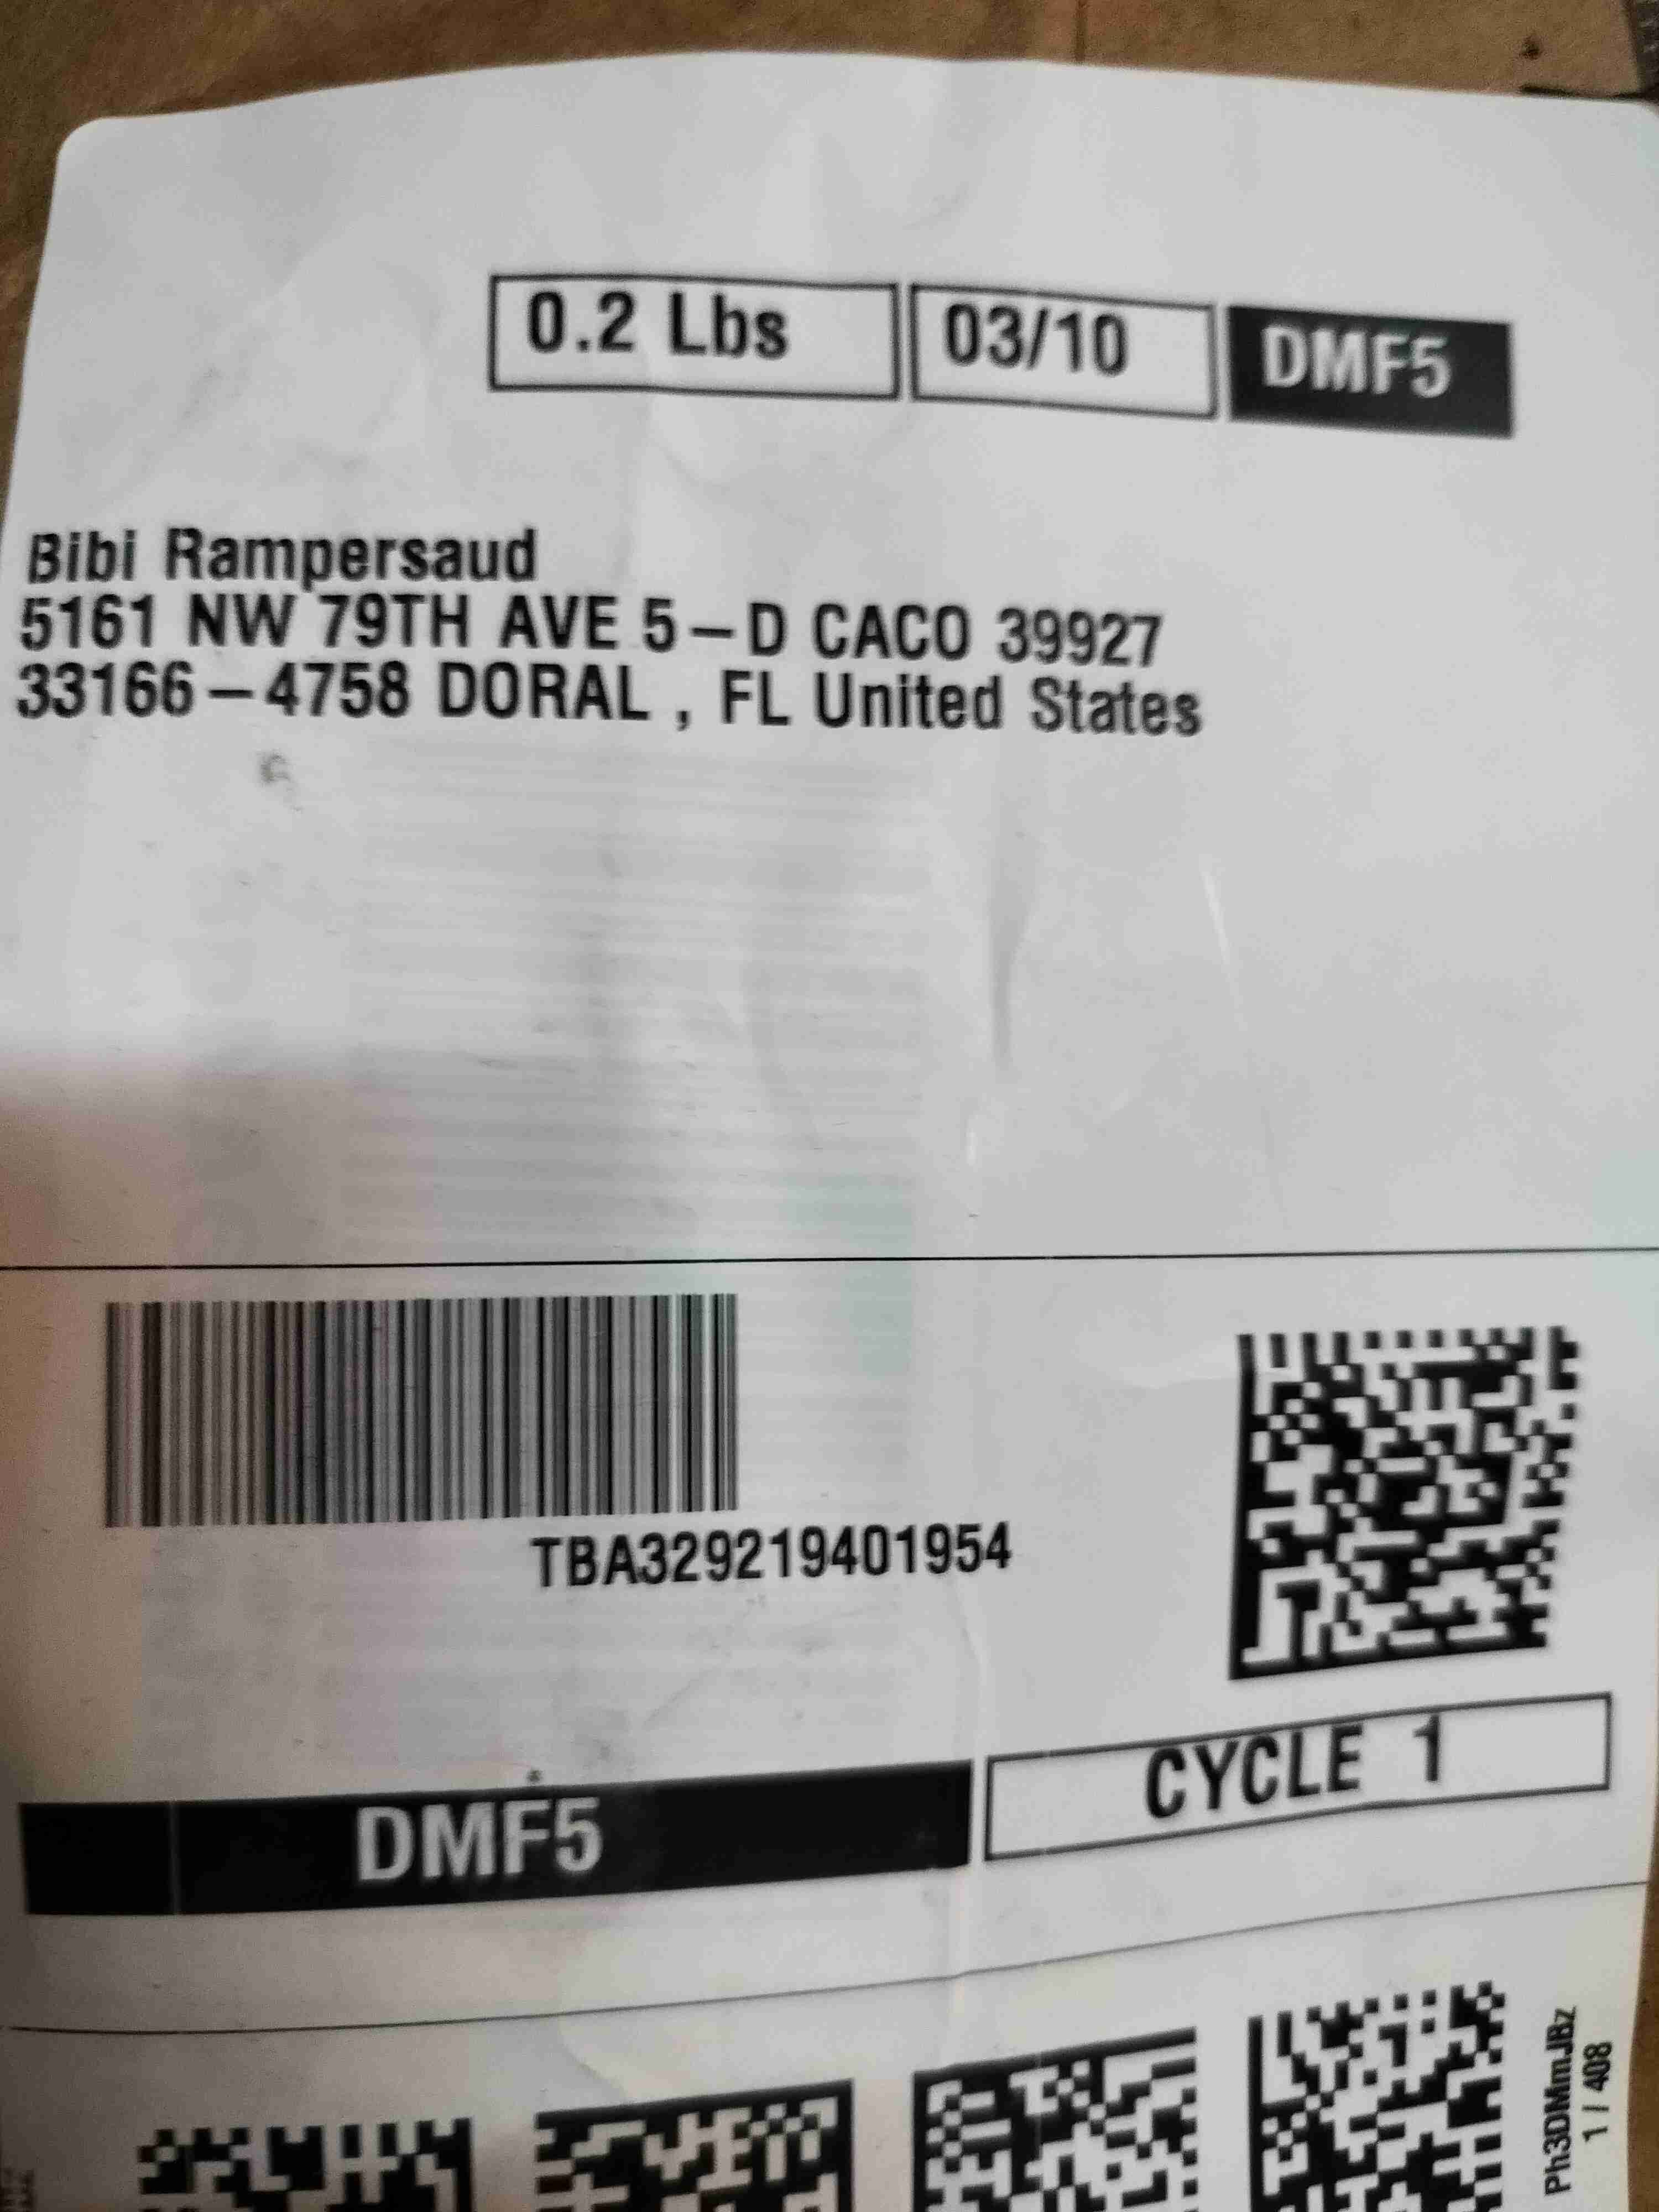 0.2 Lbs 03/10 DMF5
Bibi Rampersaud
5161 NW 79TH AVE 5-D CACO 39927
33166-4758 DORAL , FL United States
TBA329219401954
DMF5 CYCLE 1
Ph3DMmJBz
1 / 408